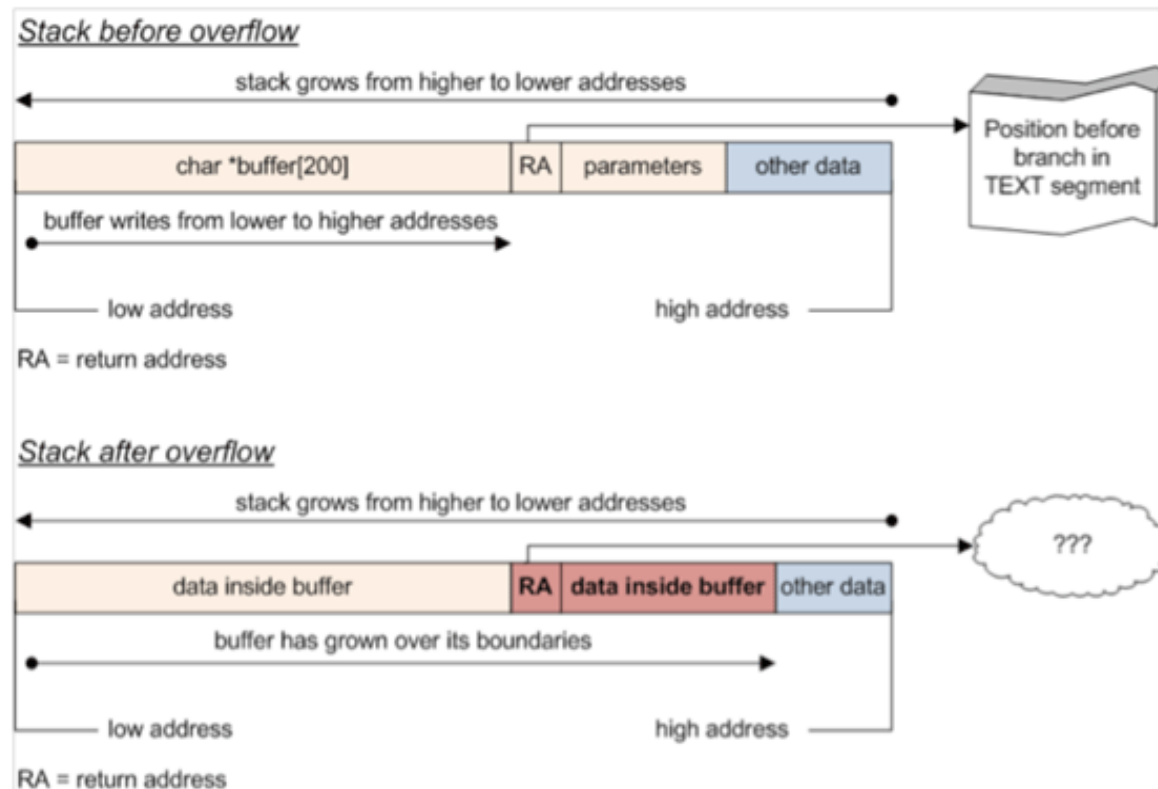 Stack before overflow
stack grows from higher to lower addresses
char *buffer[200]
RA
parameters
other data
Position before
branch in
TEXT segment
buffer writes from lower to higher addresses
low address
high address
RA = return address
Stack after overflow
stack grows from higher to lower addresses
???
data inside buffer
RA
data inside buffer
other data
buffer has grown over its boundaries
low address
high address
RA = return address